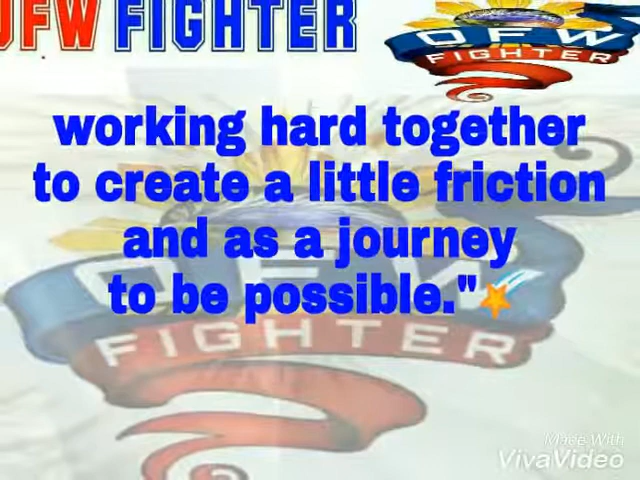 OFW FIGHTER
OFW
FIGHTER
working hard together
to create a little friction
and as a journey
to be possible."
OFW
FIGHTER
Made With
VivaVideo